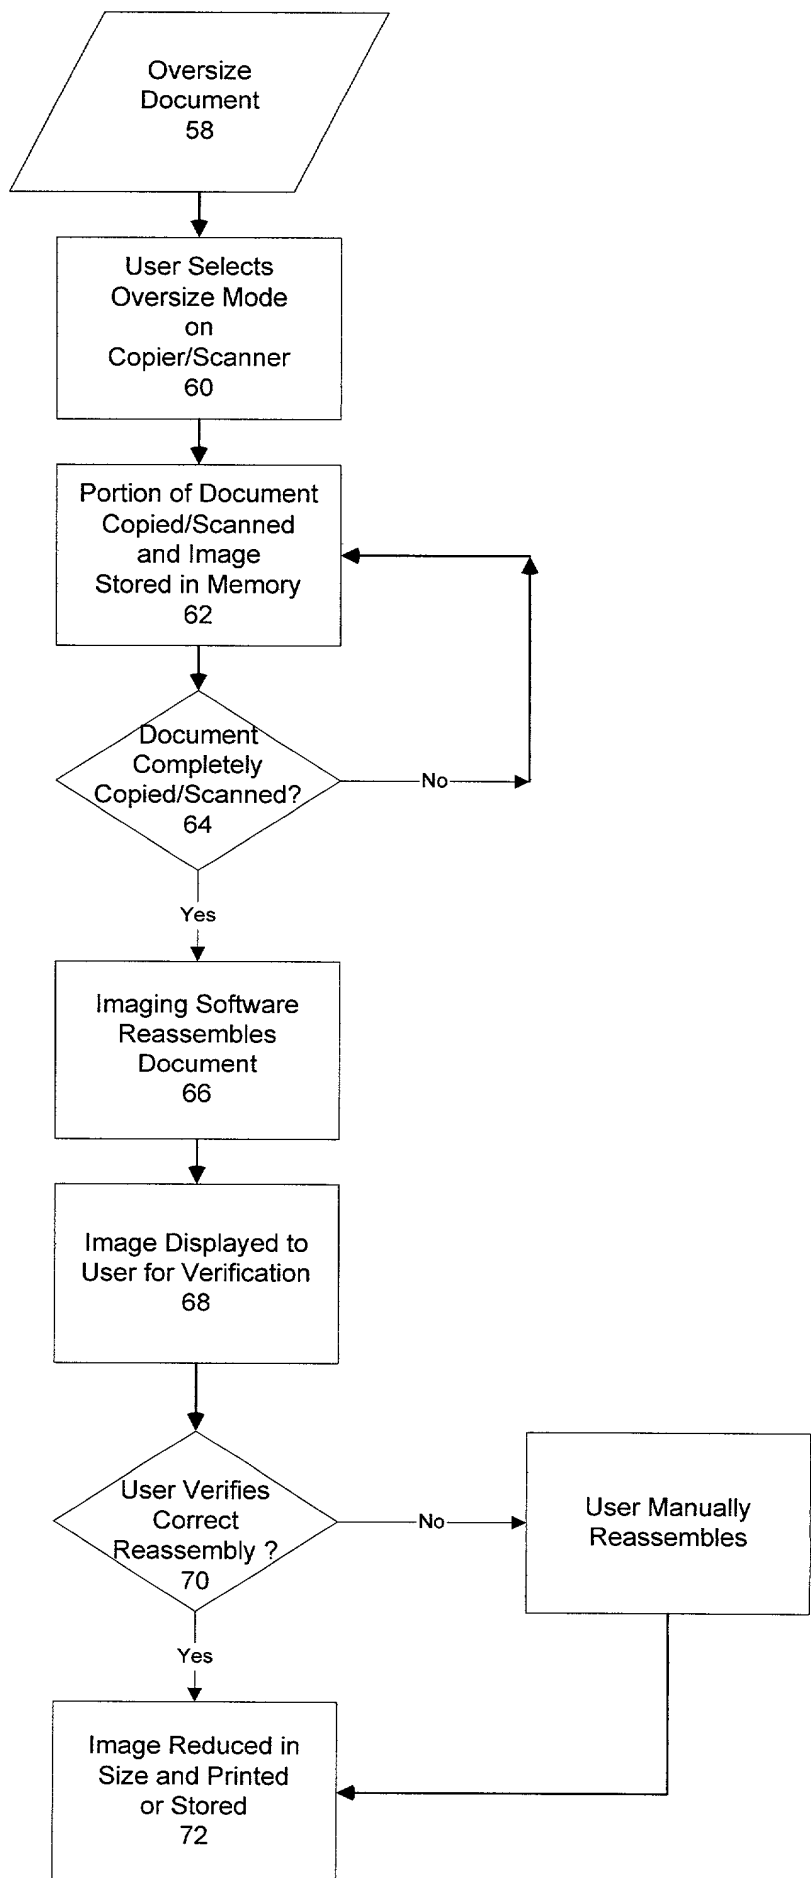 Oversize
Document
58
User Selects
Oversize Mode
on
Copier/Scanner
60
Portion of Document
Copied/Scanned
and Image
Stored in Memory
62
Document
Completely
Copied/Scanned?
64
No
Yes
Imaging Software
Reassembles
Document
66
Image Displayed to
User for Verification
68
User Verifies
Correct
Reassembly ?
70
No
User Manually
Reassembles
Yes
Image Reduced in
Size and Printed
or Stored
72